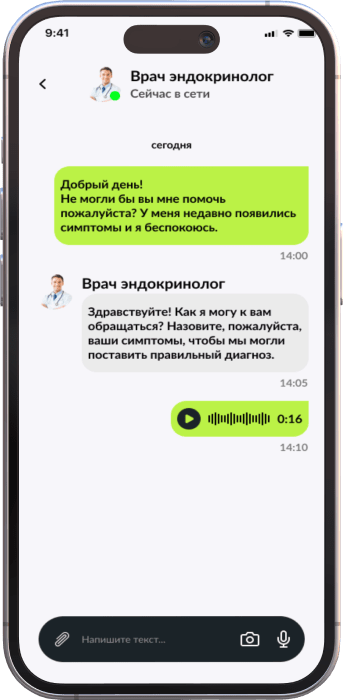 9:41
Врач эндокринолог
Сейчас в сети
сегодня
Добрый день!
Не могли бы вы мне помочь
пожалуйста? У меня недавно появились
симптомы и я беспокоюсь.
14:00
Врач эндокринолог
Здравствуйте! Как я могу к вам
обращаться? Назовите, пожалуйста,
ваши симптомы, чтобы мы могли
поставить правильный диагноз.
14:05
0:16
14:10
Напишите текст...